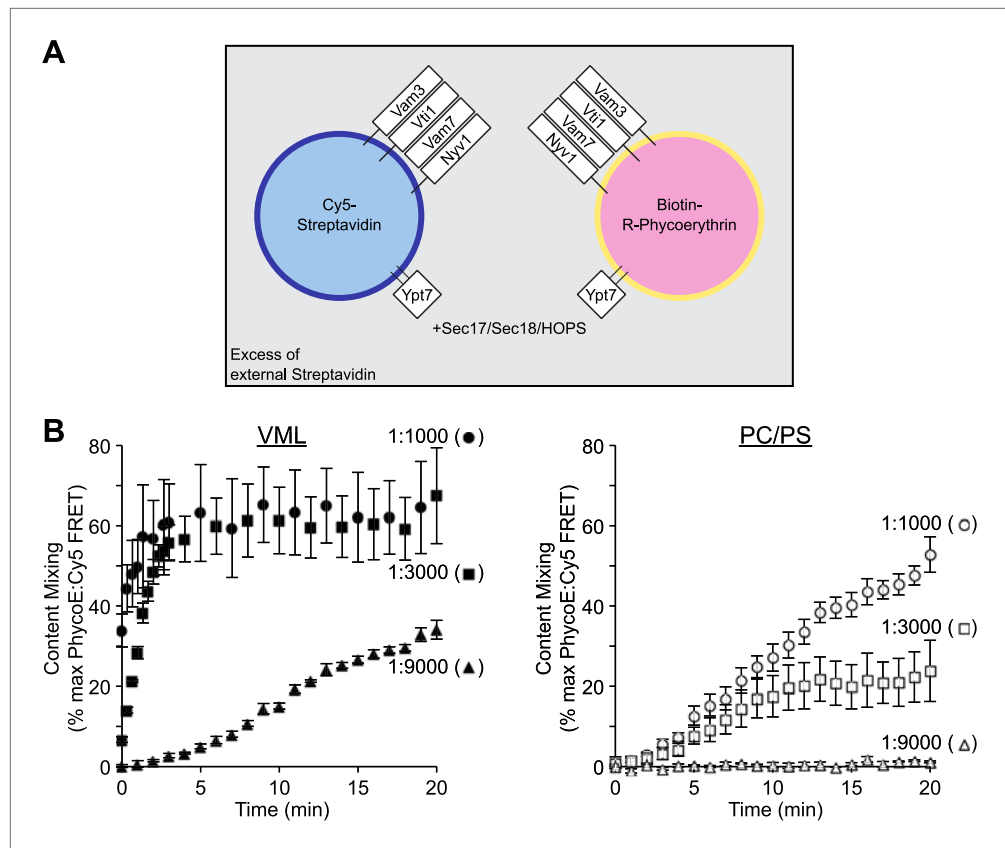 A
Vam3
Vti1
Vam7
Nyv1
Vam3
Vti1
Vam7
Nyv1
Cy5-
Streptavidin
Biotin-
R-Phycoerythrin
Ypt7
Ypt7
+Sec17/Sec18/HOPS
Excess of
external Streptavidin
B
VML
1:1000 (●)
1:3000 (■)
1:9000 (▲)
Content Mixing
(% max PhycoE:Cy5 FRET)
80
60
40
20
0
0 5 10 15 20
Time (min)
PC/PS
1:1000 (○)
1:3000 (□)
1:9000 (△)
Content Mixing
(% max PhycoE:Cy5 FRET)
80
60
40
20
0
0 5 10 15 20
Time (min)